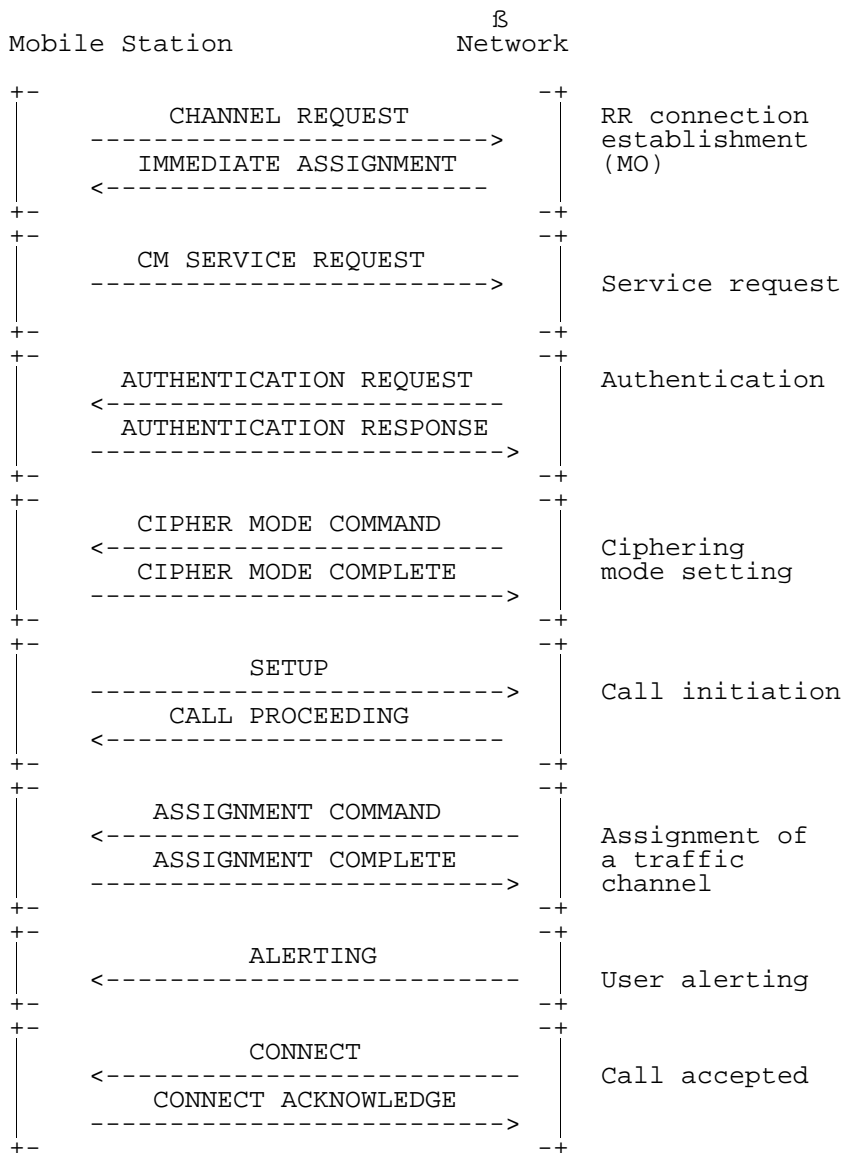 ß
Mobile Station Network
CHANNEL REQUEST RR connection
establishment
IMMEDIATE ASSIGNMENT (MO)
CM SERVICE REQUEST
Service request
AUTHENTICATION REQUEST Authentication
AUTHENTICATION RESPONSE
CIPHER MODE COMMAND
Ciphering
CIPHER MODE COMPLETE mode setting
SETUP
Call initiation
CALL PROCEEDING
ASSIGNMENT COMMAND
Assignment of
ASSIGNMENT COMPLETE a traffic
channel
ALERTING
User alerting
CONNECT
Call accepted
CONNECT ACKNOWLEDGE